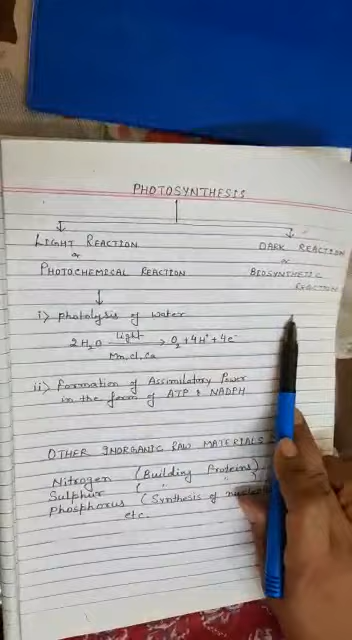 PHOTOSYNTHESIS
LIGHT REACTION
or
PHOTOCHEMICAL REACTION
DARK REACTION
or
BIOSYNTHETIC
REACTION
i) Photolysis of water
2H₂O Light → O₂ + 4H⁺ + 4e⁻
Mn, Cl, Ca
ii) Formation of Assimilatory Power
in the form of ATP & NADPH
OTHER INORGANIC RAW MATERIALS
Nitrogen (Building Proteins)
Sulphur ( " " )
Phosphorus (Synthesis of
etc.